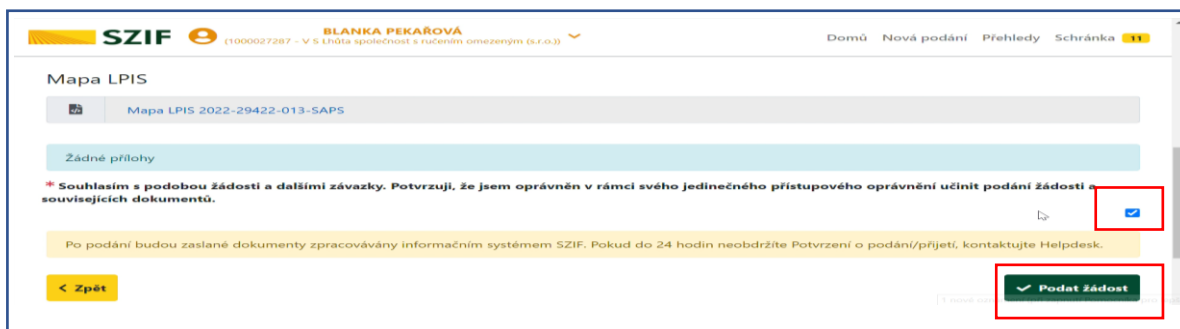 SZIF
BLANKA PEKAŘOVÁ
(1000027287 - V S Lhůta společnost s ručením omezeným (s.r.o.))
Domů Nová podání Přehledy Schránka 11
Mapa LPIS
Mapa LPIS 2022-29422-013-SAPS
Žádné přílohy
* Souhlasím s podobou žádosti a dalšími závazky. Potvrzuji, že jsem oprávněn v rámci svého jedinečného přístupového oprávnění učinit podání žádosti a
souvisejících dokumentů.
Po podání budou zaslané dokumenty zpracovávány informačním systémem SZIF. Pokud do 24 hodin neobdržíte Potvrzení o podání/přijetí, kontaktujte Helpdesk.
< Zpět
Podat žádost